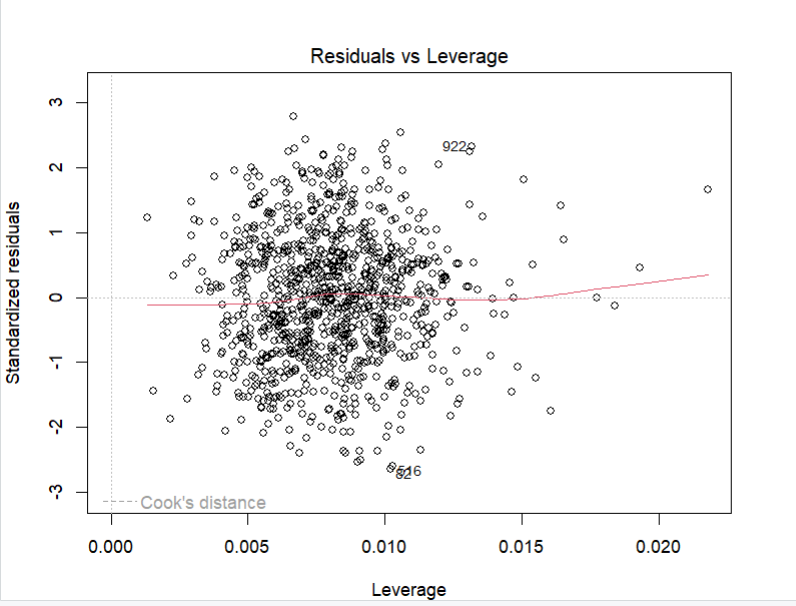 Residuals vs Leverage
Standardized residuals
3
2
1
0
-1
-2
-3
922
516
82
Cook's distance
0.000 0.005 0.010 0.015 0.020
Leverage